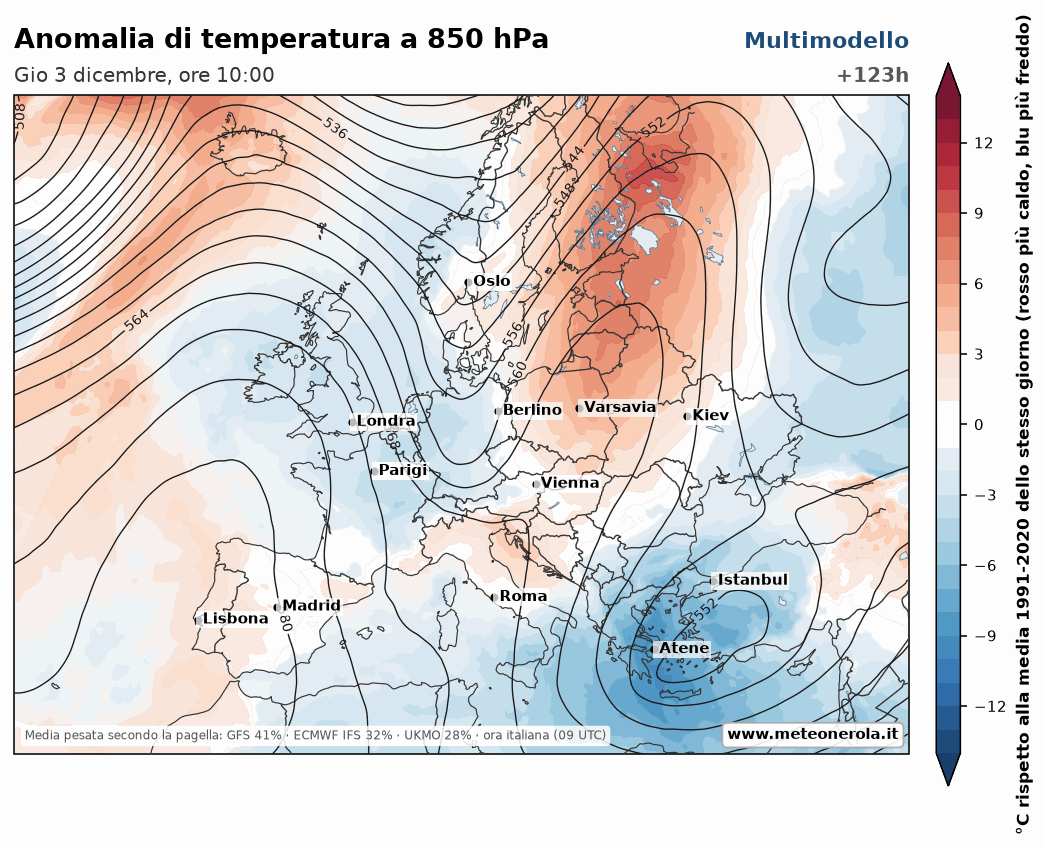 Anomalia di temperatura a 850 hPa
Multimodello
Gio 3 dicembre, ore 10:00
+123h
508
536
552
544
548
564
556
560
568
580
552
Oslo
Berlino
Varsavia
Kiev
Londra
Parigi
Vienna
Istanbul
Roma
Madrid
Lisbona
Atene
Media pesata secondo la pagella: GFS 41% · ECMWF IFS 32% · UKMO 28% · ora italiana (09 UTC)
www.meteonerola.it
12
9
6
3
0
−3
−6
−9
−12
°C rispetto alla media 1991-2020 dello stesso giorno (rosso più caldo, blu più freddo)